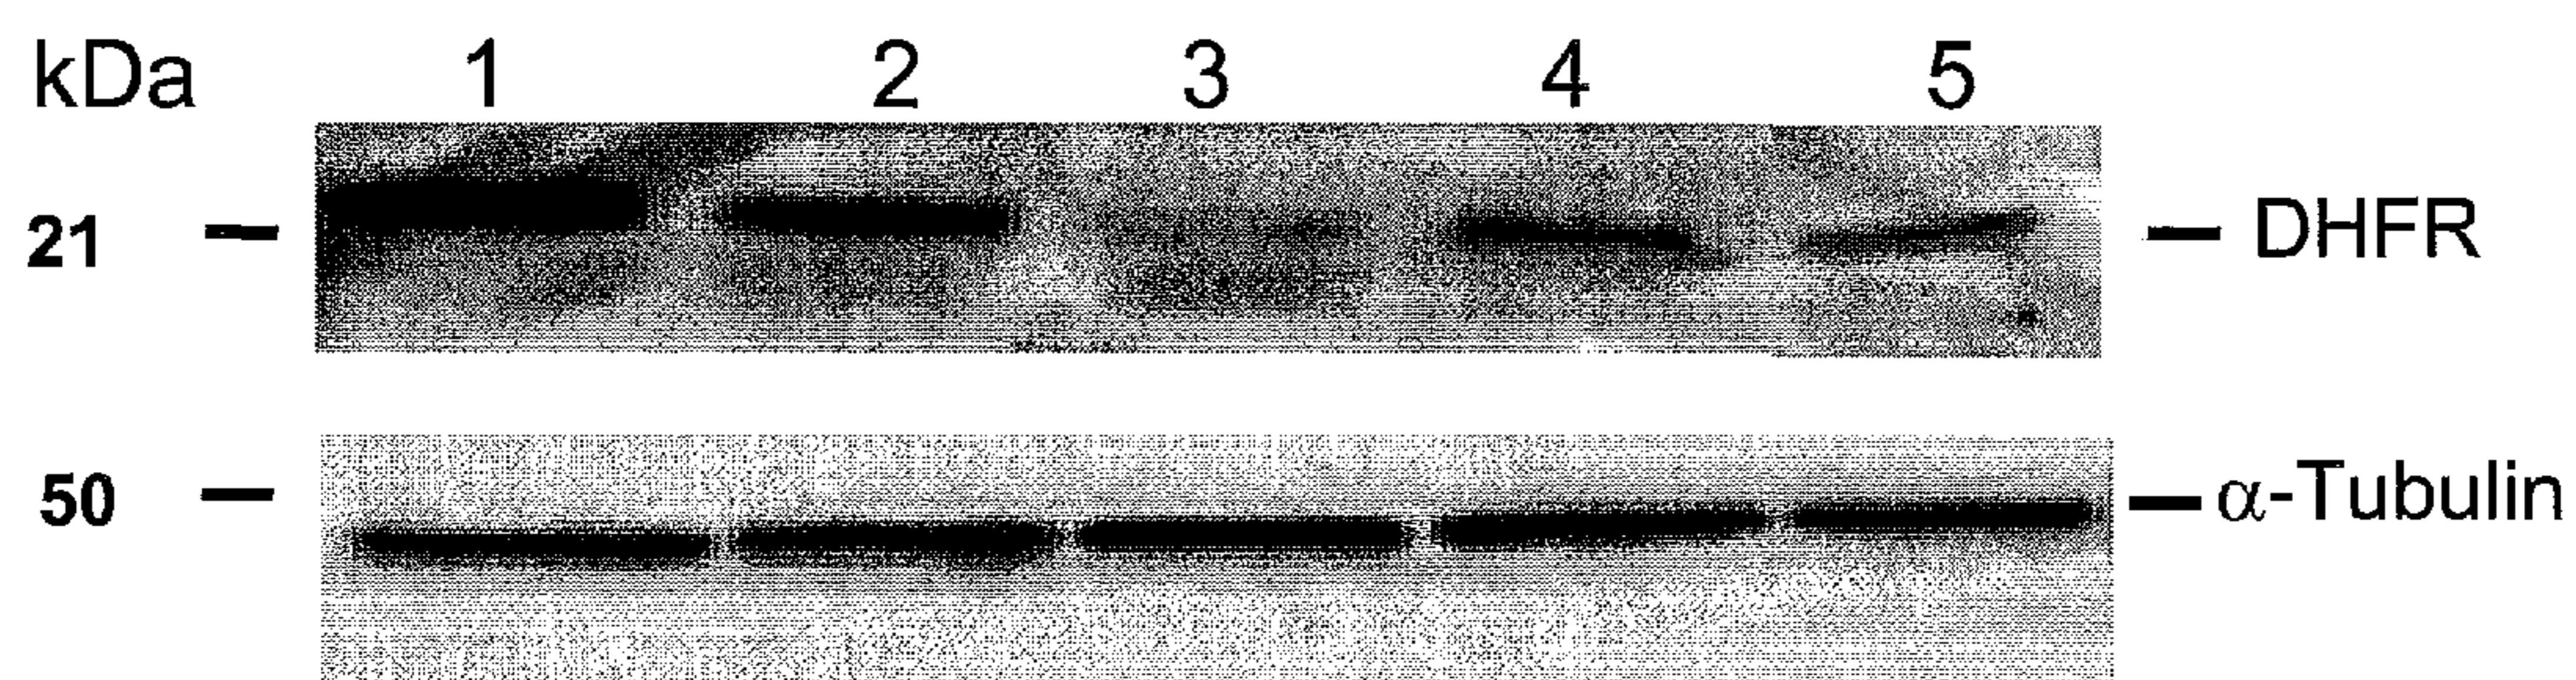 kDa 1 2 3 4 5
21 – – DHFR
50 – – α-Tubulin